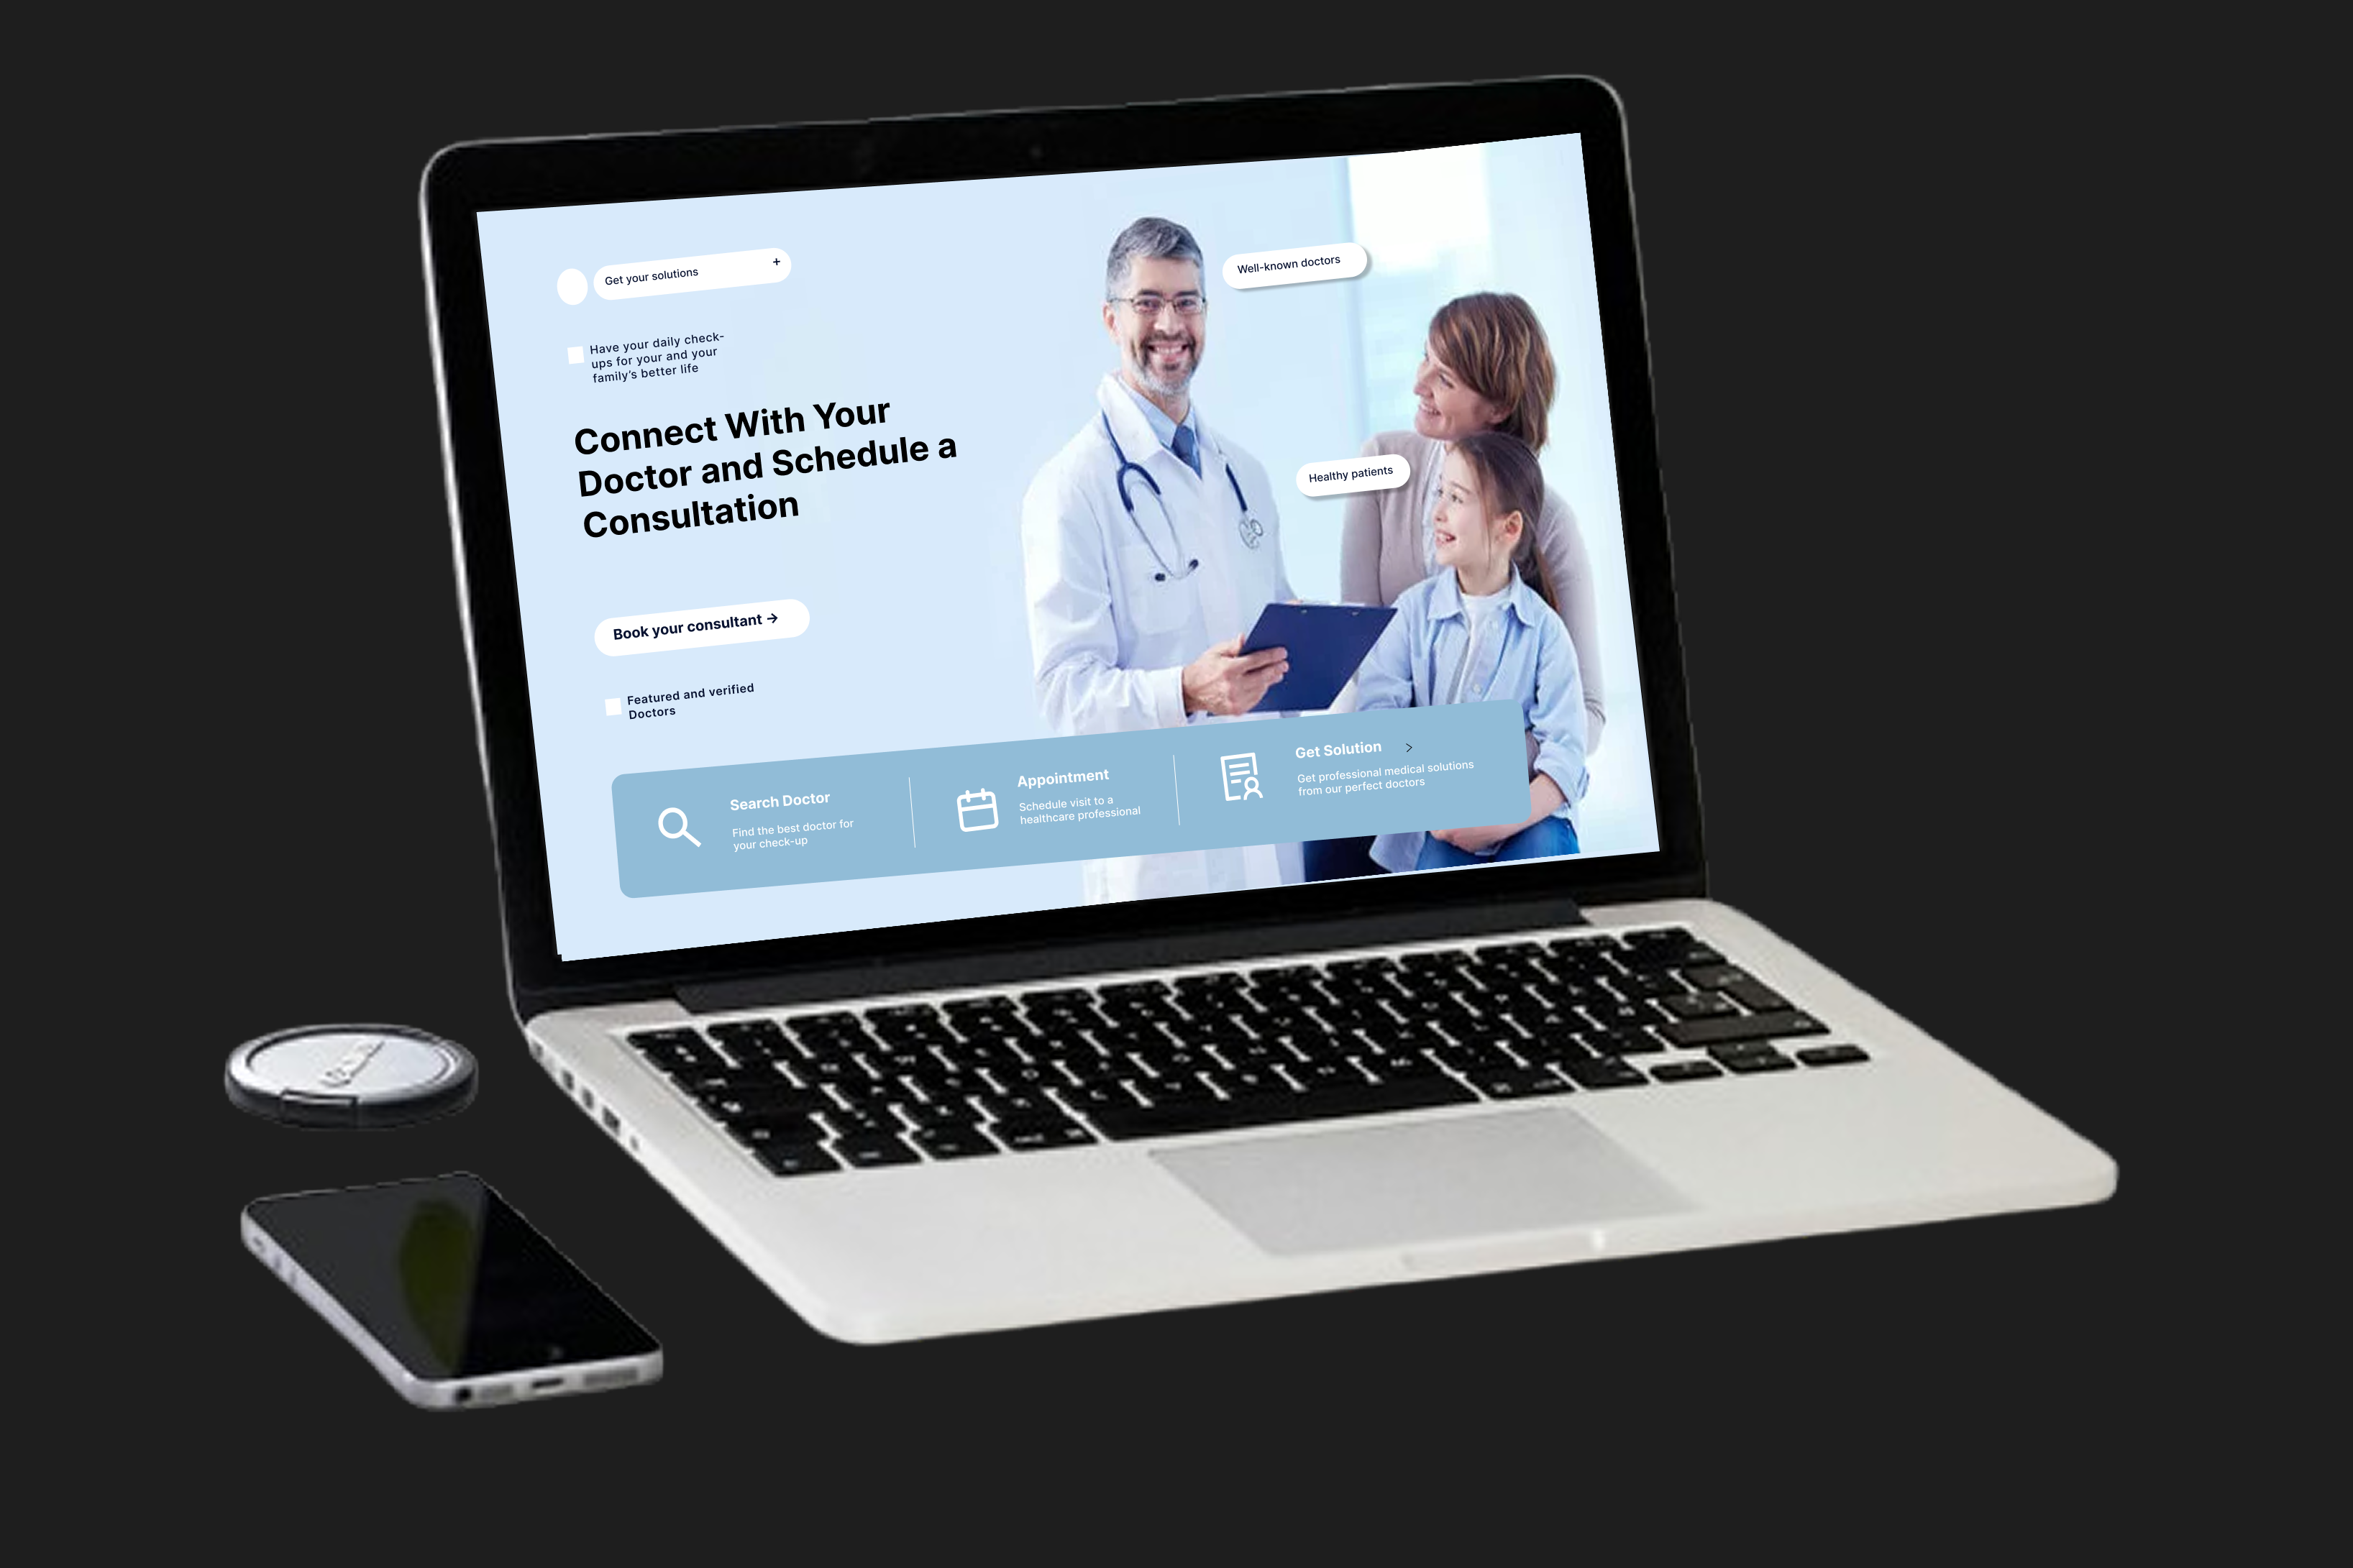 Get your solutions +
Well-known doctors
Have your daily check-
ups for your and your
family's better life
Connect With Your
Doctor and Schedule a
Consultation
Healthy patients
Book your consultant →
Featured and verified
Doctors
Search Doctor
Find the best doctor for
your check-up
Appointment
Schedule visit to a
healthcare professional
Get Solution >
Get professional medical solutions
from our perfect doctors